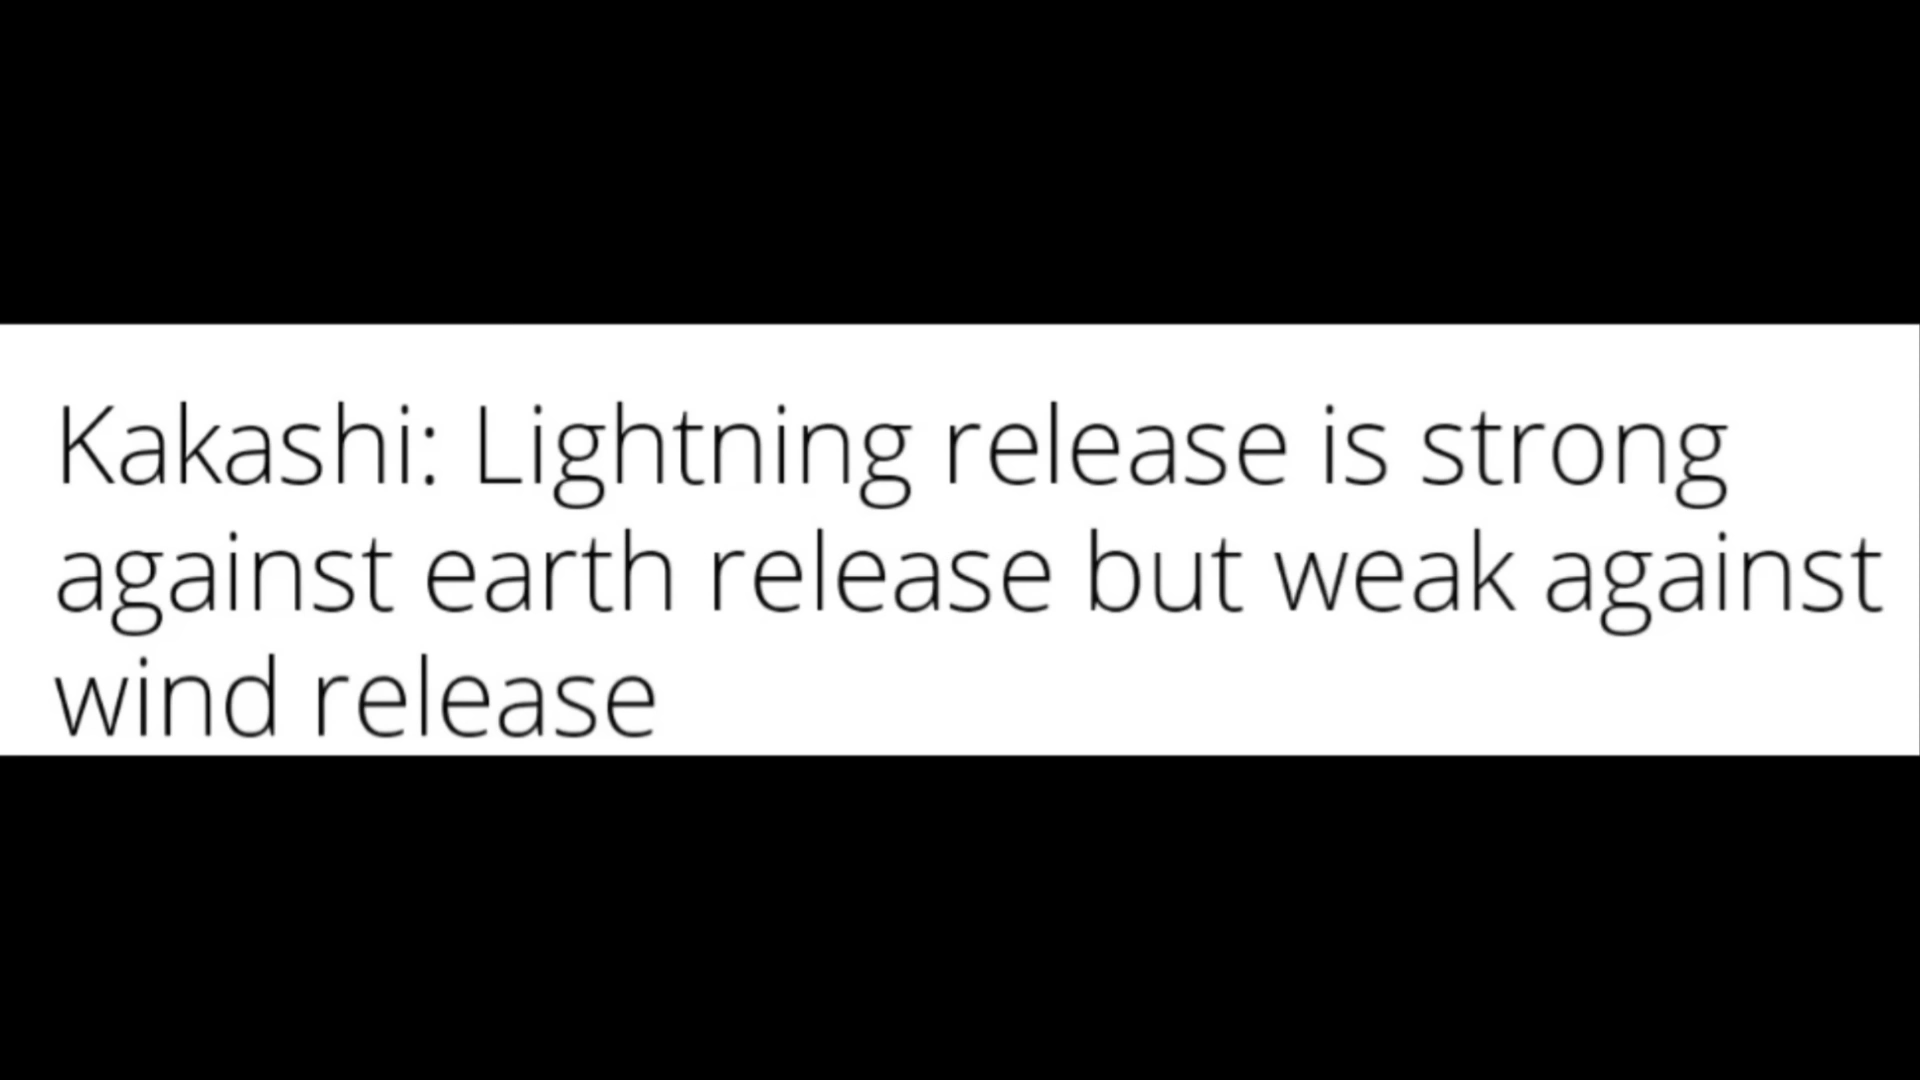 Kakashi: Lightning release is strong
against earth release but weak against
wind release